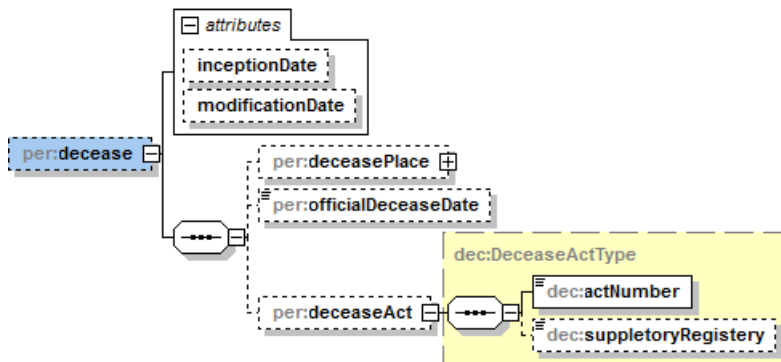 attributes
inceptionDate
modificationDate
per:decease
per:deceasePlace
per:officialDeceaseDate
dec:DeceaseActType
dec:actNumber
per:deceaseAct
dec:suppletoryRegistery